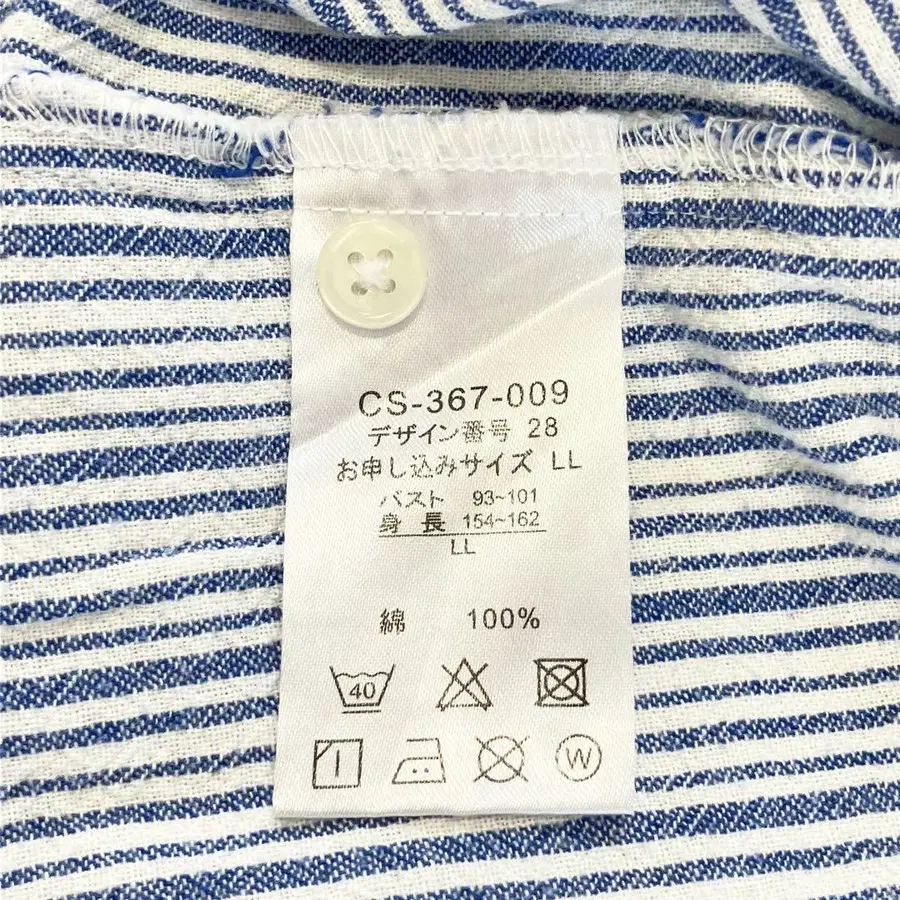 CS-367-009
デザイン番号 28
お申し込みサイズ LL
バスト 93~101
身長 154~162
LL
綿 100%
40
W